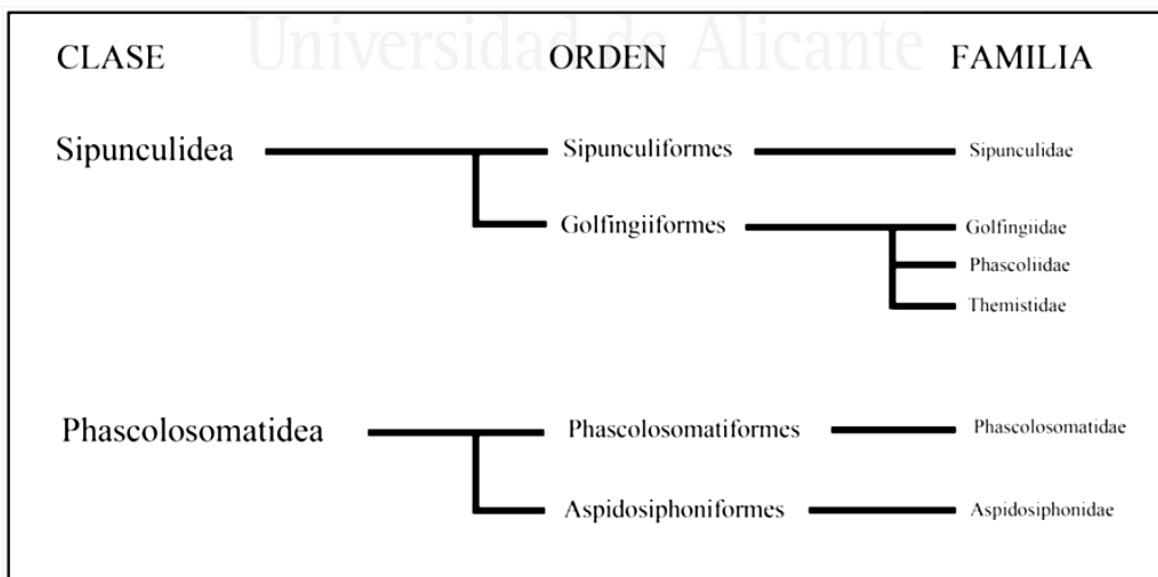 Universidad de Alicante
CLASE ORDEN FAMILIA
Sipunculidea Sipunculiformes Sipunculidae
Golfingiiformes Golfingiidae
Phascoliidae
Themistidae
Phascolosomatidea Phascolosomatiformes Phascolosomatidae
Aspidosiphoniformes Aspidosiphonidae